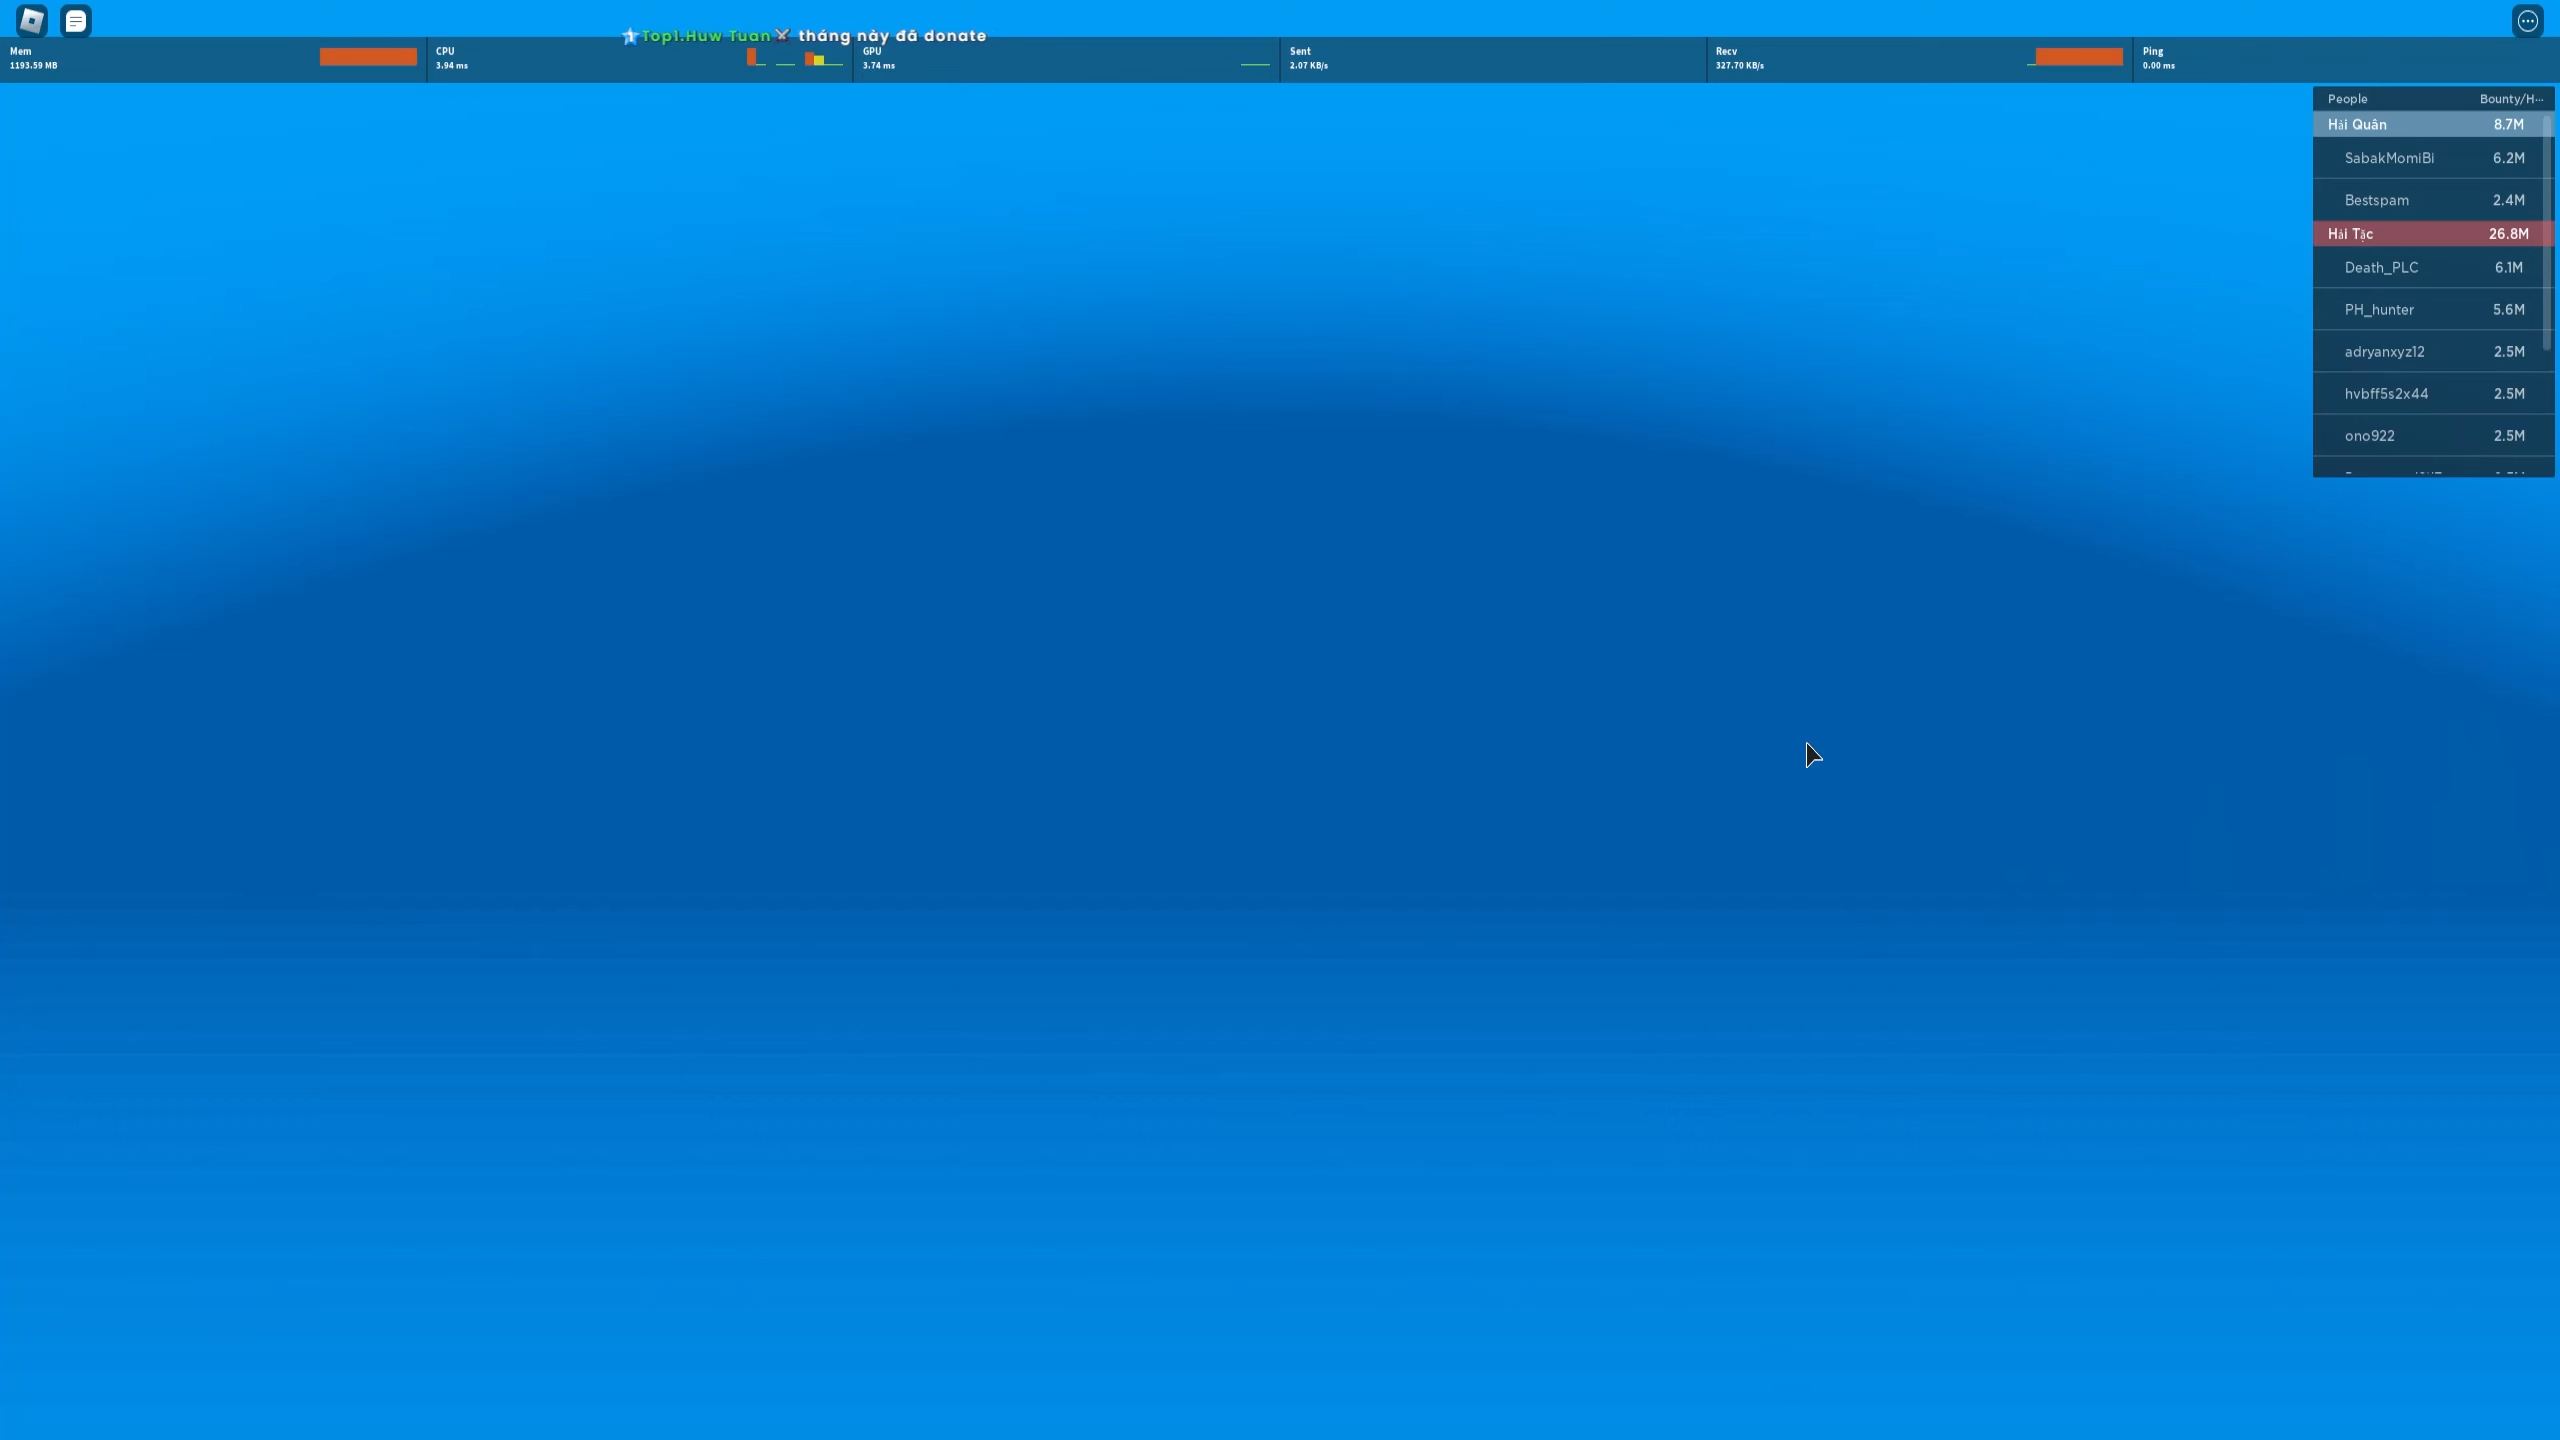 Top1.Huw Tuan tháng này đã donate
Mem
1193.59 MB
CPU
3.94 ms
GPU
3.74 ms
Sent
2.07 KB/s
Recv
327.70 KB/s
Ping
0.00 ms
People Bounty/H...
Hải Quân 8.7M
SabakMomiBi 6.2M
Bestspam 2.4M
Hải Tặc 26.8M
Death_PLC 6.1M
PH_hunter 5.6M
adryanxyz12 2.5M
hvbff5s2x44 2.5M
ono922 2.5M